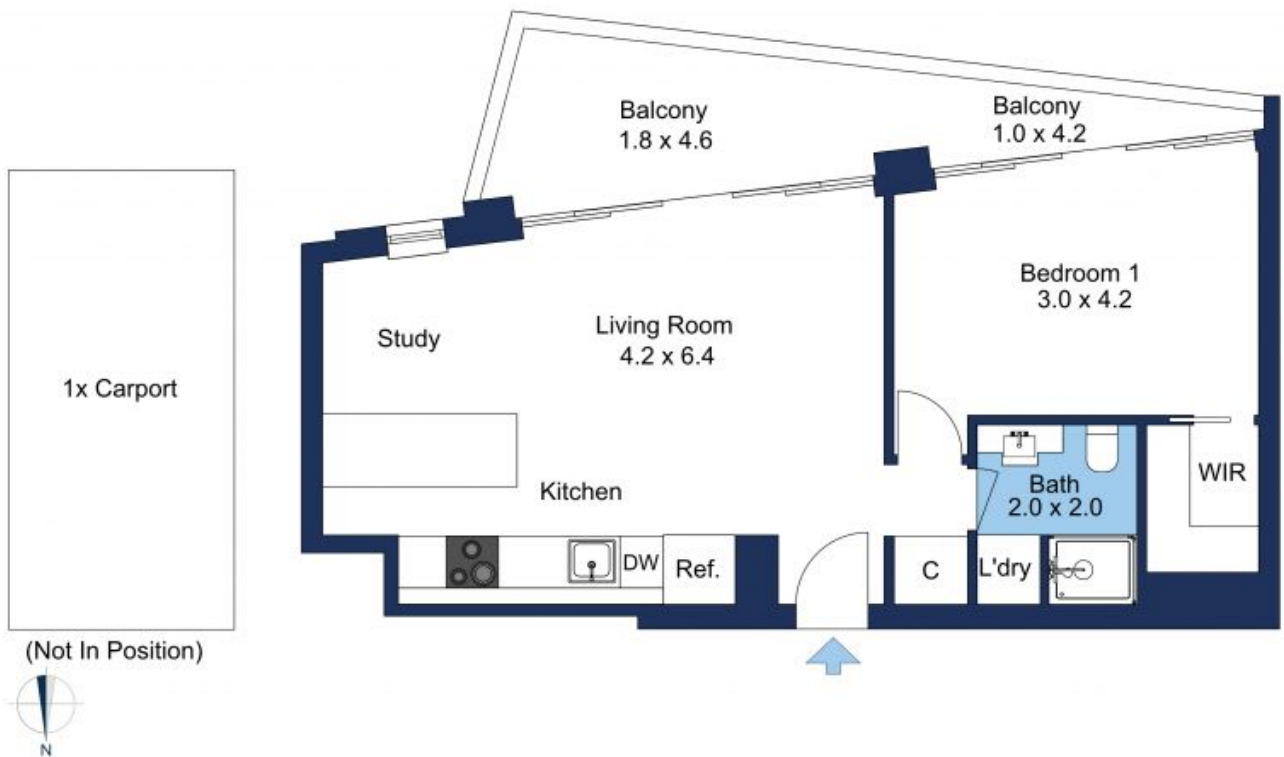 Balcony
1.8 x 4.6
Balcony
1.0 x 4.2
Bedroom 1
3.0 x 4.2
Study
Living Room
4.2 x 6.4
1x Carport
Kitchen
Bath
2.0 x 2.0
WIR
DW
Ref.
C
L'dry
(Not In Position)
N